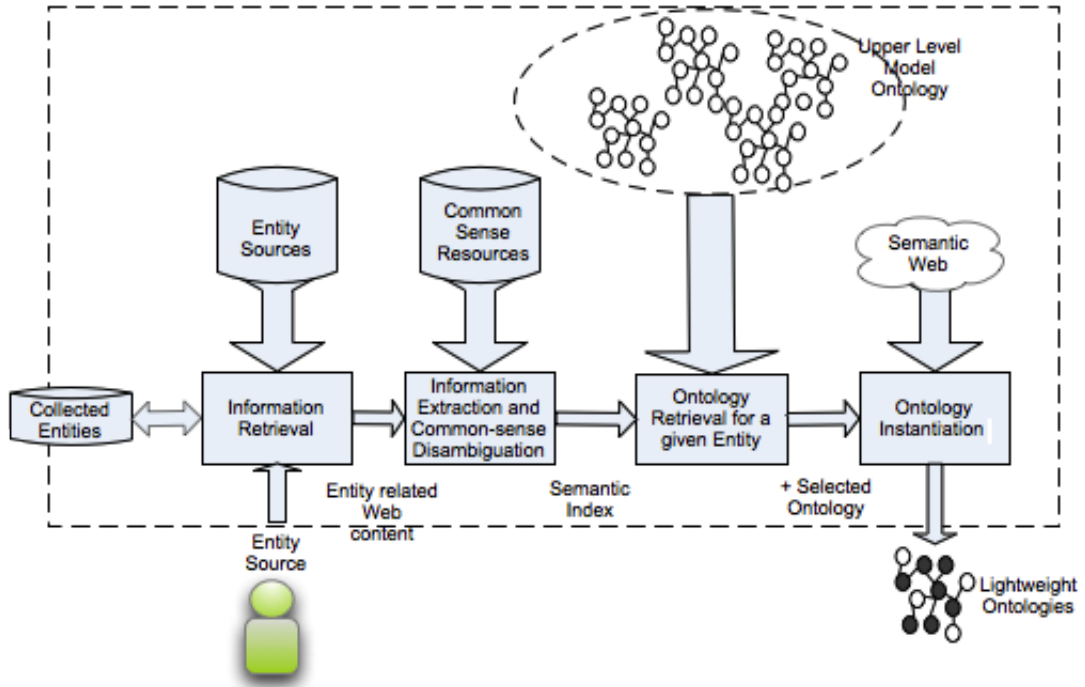 Upper Level
Model
Ontology
Entity
Sources
Common
Sense
Resources
Semantic
Web
Collected
Entities
Information
Retrieval
Information
Extraction and
Common-sense
Disambiguation
Ontology
Retrieval for a
given Entity
Ontology
Instantiation
Entity related
Web
content
Semantic
Index
+ Selected
Ontology
Entity
Source
Lightweight
Ontologies